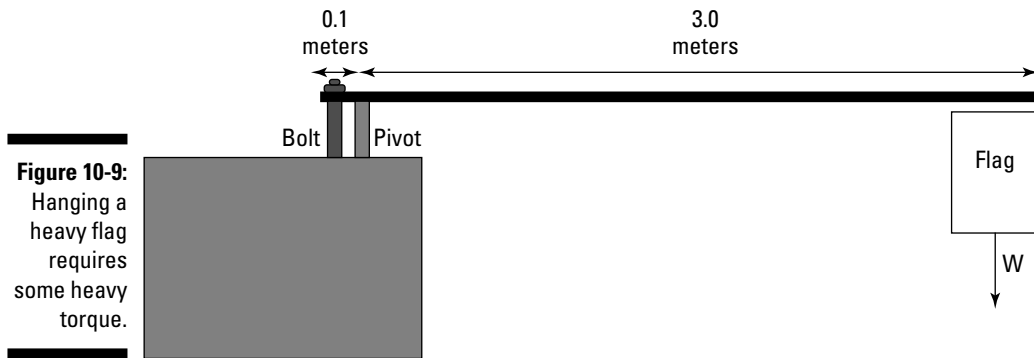 0.1
meters
3.0
meters
Bolt
Pivot
Flag
W
Figure 10-9:
Hanging a
heavy flag
requires
some heavy
torque.